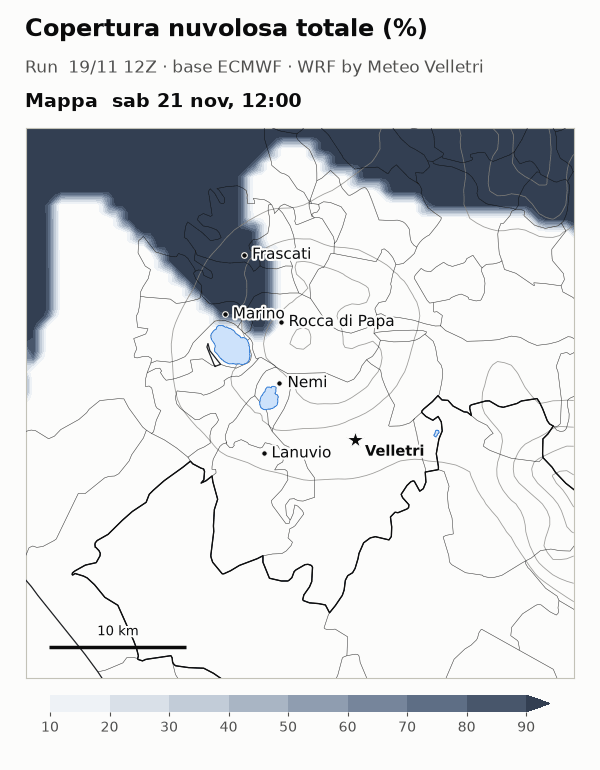 Copertura nuvolosa totale (%)
Run  19/11 12Z · base ECMWF · WRF by Meteo Velletri
Mappa  sab 21 nov, 12:00
Frascati
Marino
Rocca di Papa
Nemi
Velletri
Lanuvio
10 km
10 20 30 40 50 60 70 80 90